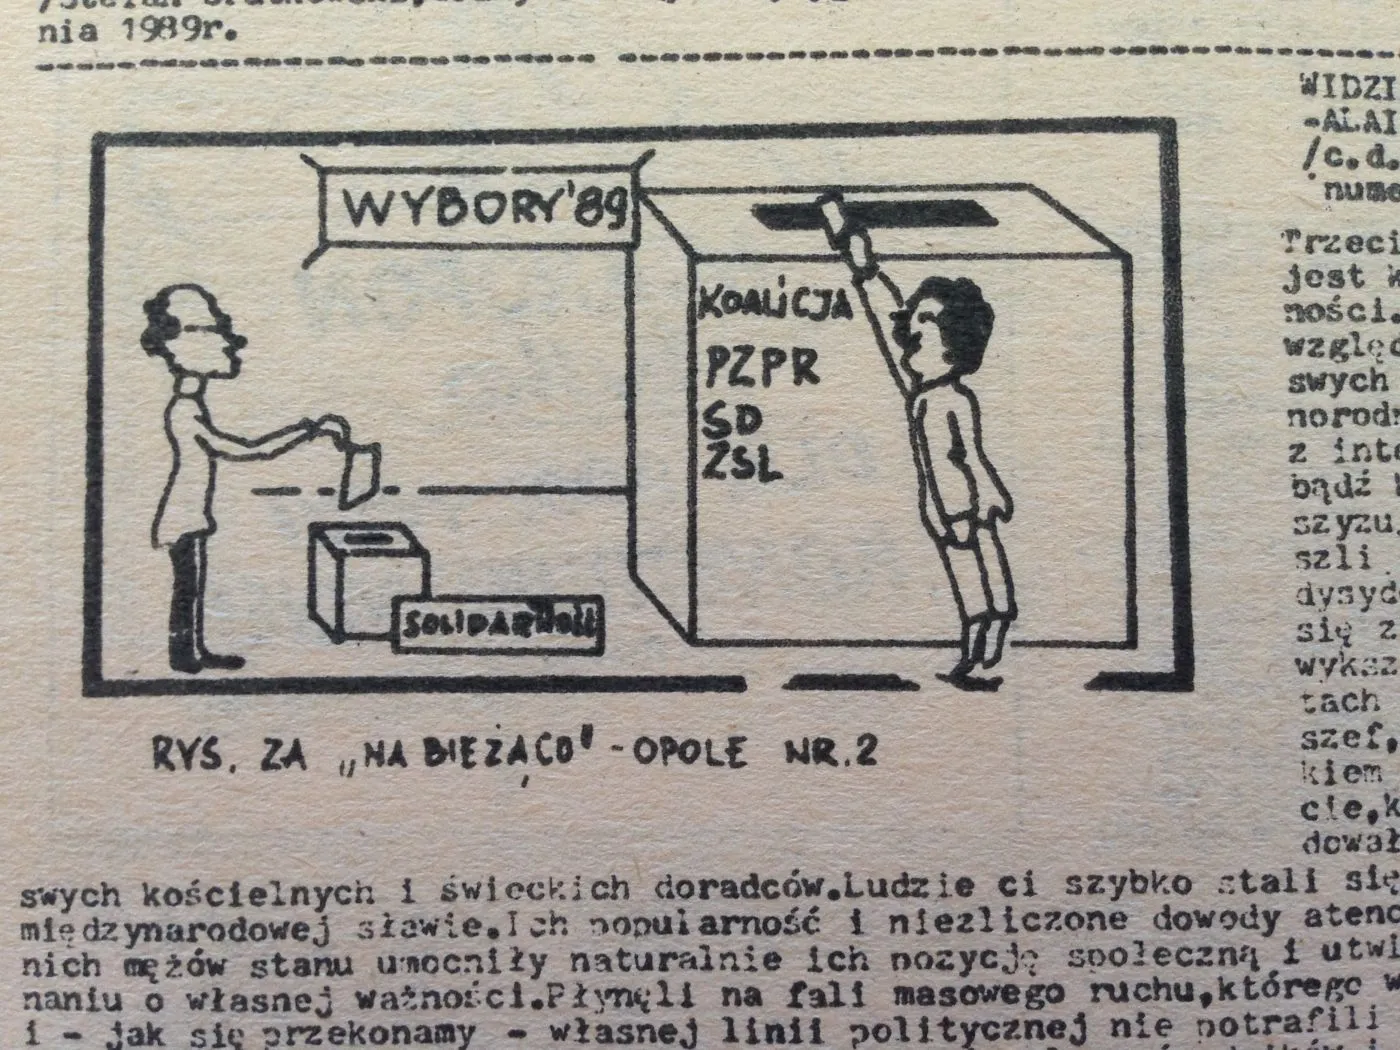 nia 1989r.
WYBORY'89
KOALICJA
PZPR
SD
ZSL
SOLIDARNOŚĆ
RYS. ZA „NA BIEŻĄCO" - OPOLE NR.2
WIDZI
-ALAI
/c.d.
nume
Trzeci
jest W
ności.
względ
swych
norod
z inte
bądź
szyzu
szli
dysyd
się z
wykaz
tach
szef,
kiem
cie,k
dował
swych kościelnych i świeckich doradców.Ludzie ci szybko stali się
międzynarodowej sławie.Ich popularność i niezliczone dowody atenc
nich mężów stanu umocniły naturalnie ich pozycję społeczną i utwi
naniu o własnej ważności.Płynęli na fali masowego ruchu,którego w
i - jak się przekonamy - własnej linii politycznej nie potrafili